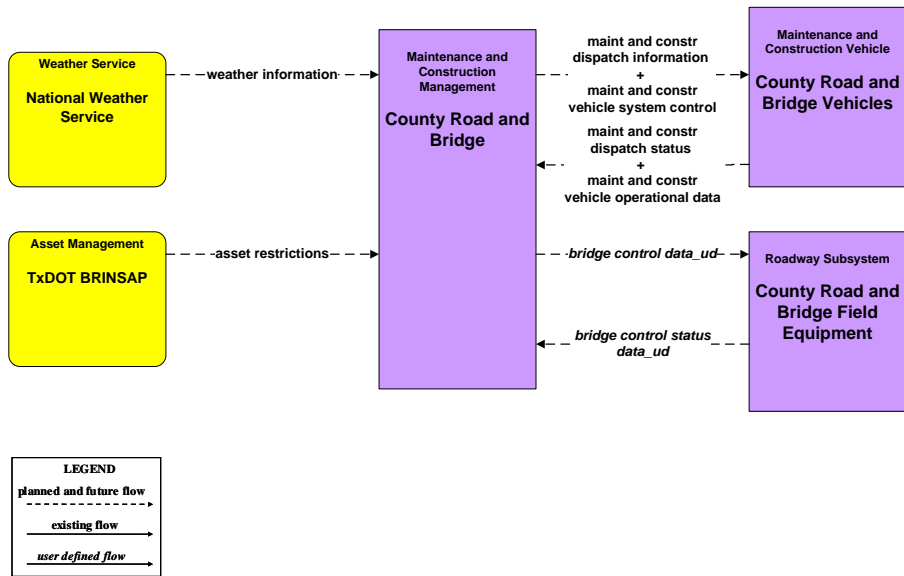 Weather Service
National Weather
Service
weather information
Maintenance and
Construction
Management
County Road and
Bridge
maint and constr
dispatch information
+
maint and constr
vehicle system control
maint and constr
dispatch status
+
maint and constr
vehicle operational data
Maintenance and
Construction Vehicle
County Road and
Bridge Vehicles
Asset Management
TxDOT BRINSAP
asset restrictions
bridge control data_ud
bridge control status
data_ud
Roadway Subsystem
County Road and
Bridge Field
Equipment
LEGEND
planned and future flow
existing flow
user defined flow